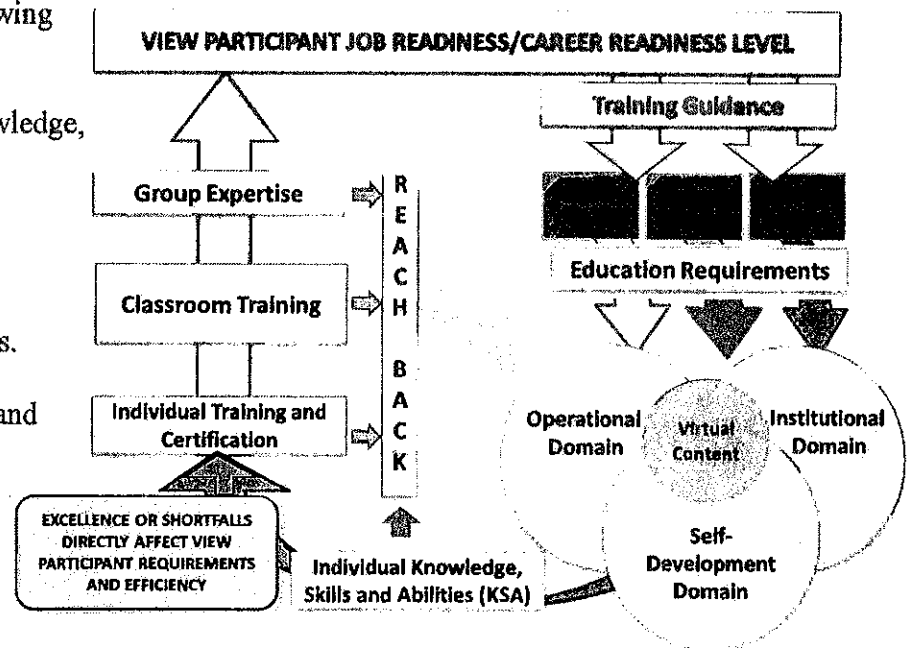 wing
VIEW PARTICIPANT JOB READINESS/CAREER READINESS LEVEL
Training Guidance
wledge,
Group Expertise
R
E
A
C
H
B
A
C
K
Classroom Training
Education Requirements
s.
and
Individual Training and
Certification
Operational
Domain
Virtual
Content
Institutional
Domain
Self-
Development
Domain
EXCELLENCE OR SHORTFALLS
DIRECTLY AFFECT VIEW
PARTICIPANT REQUIREMENTS
AND EFFICIENCY
Individual Knowledge,
Skills and Abilities (KSA)